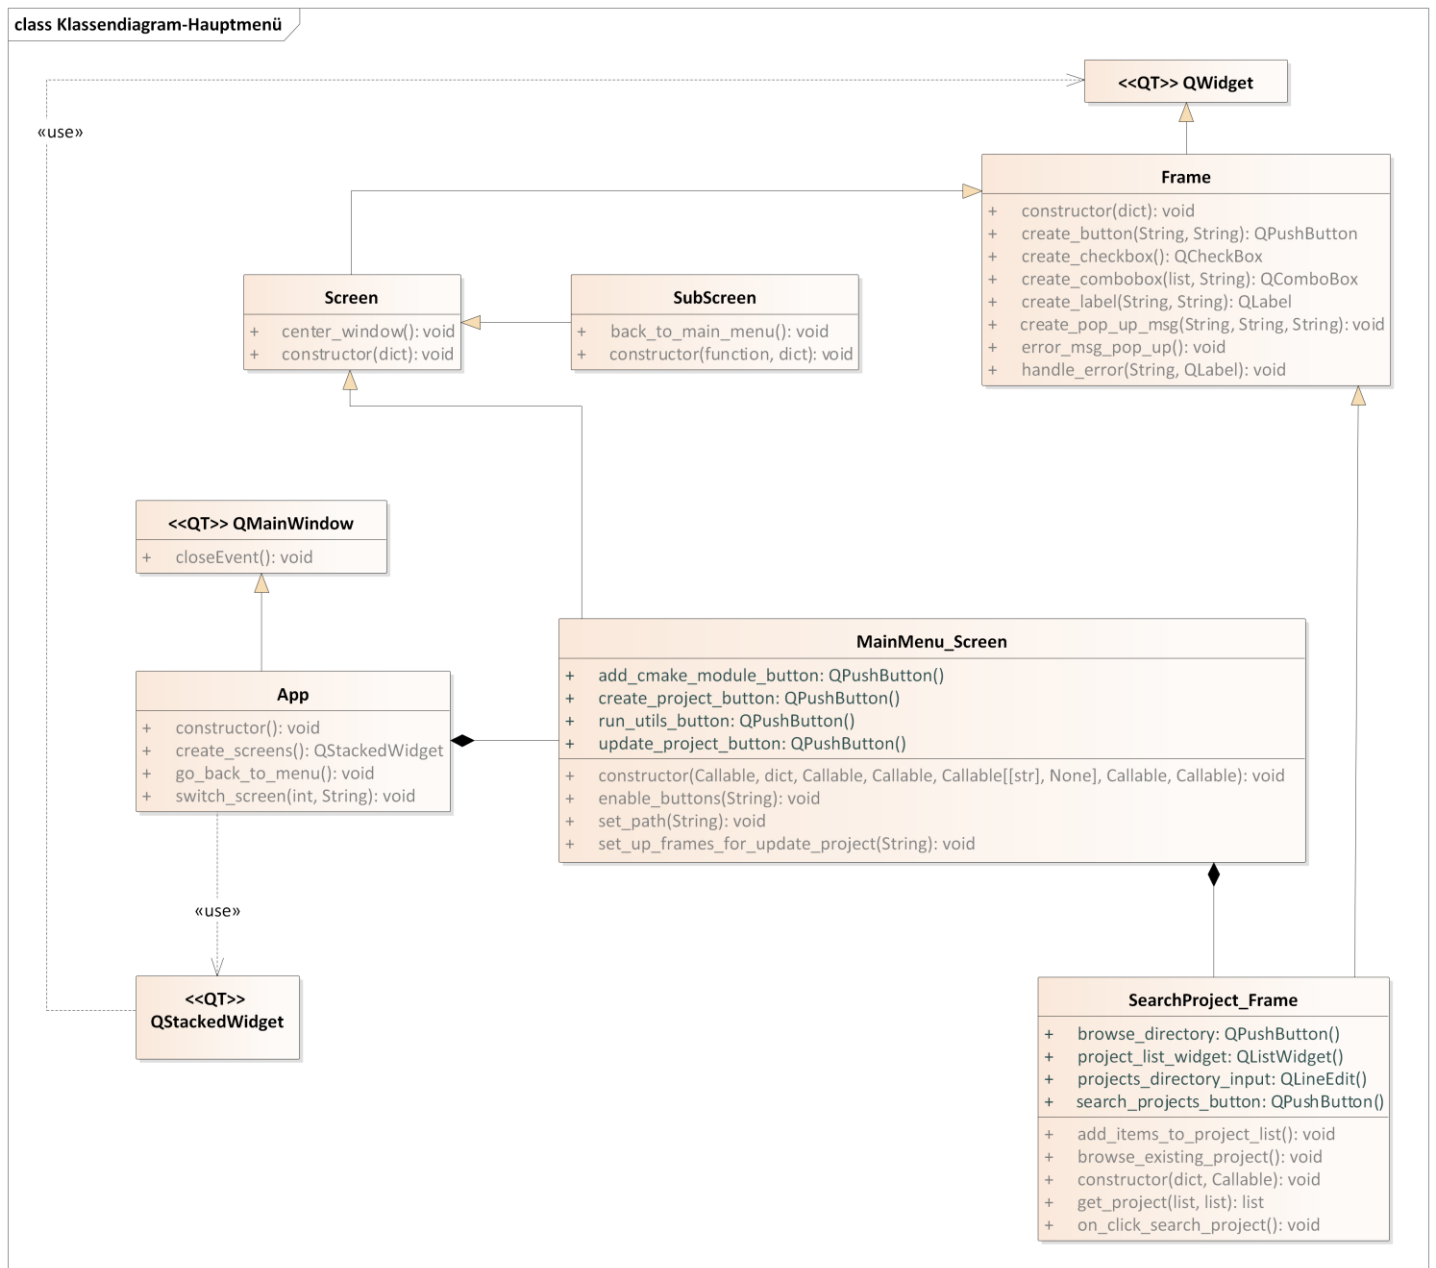 class Klassendiagram-Hauptmenü
<<QT>> QWidget
«use»
Frame
+ constructor(dict): void
+ create_button(String, String): QPushButton
+ create_checkbox(): QCheckBox
+ create_combobox(list, String): QComboBox
+ create_label(String, String): QLabel
+ create_pop_up_msg(String, String, String): void
+ error_msg_pop_up(): void
+ handle_error(String, QLabel): void
Screen
+ center_window(): void
+ constructor(dict): void
SubScreen
+ back_to_main_menu(): void
+ constructor(function, dict): void
<<QT>> QMainWindow
+ closeEvent(): void
App
+ constructor(): void
+ create_screens(): QStackedWidget
+ go_back_to_menu(): void
+ switch_screen(int, String): void
MainMenu_Screen
+ add_cmake_module_button: QPushButton()
+ create_project_button: QPushButton()
+ run_utils_button: QPushButton()
+ update_project_button: QPushButton()
+ constructor(Callable, dict, Callable, Callable, Callable[[str], None], Callable, Callable): void
+ enable_buttons(String): void
+ set_path(String): void
+ set_up_frames_for_update_project(String): void
«use»
<<QT>>
QStackedWidget
SearchProject_Frame
+ browse_directory: QPushButton()
+ project_list_widget: QListWidget()
+ projects_directory_input: QLineEdit()
+ search_projects_button: QPushButton()
+ add_items_to_project_list(): void
+ browse_existing_project(): void
+ constructor(dict, Callable): void
+ get_project(list, list): list
+ on_click_search_project(): void